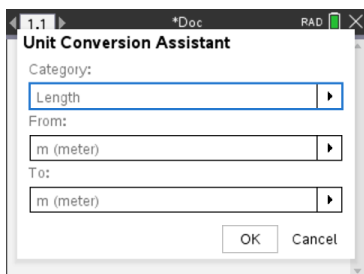 1.1 *Doc RAD
Unit Conversion Assistant
Category:
Length
From:
m (meter)
To:
m (meter)
OK Cancel